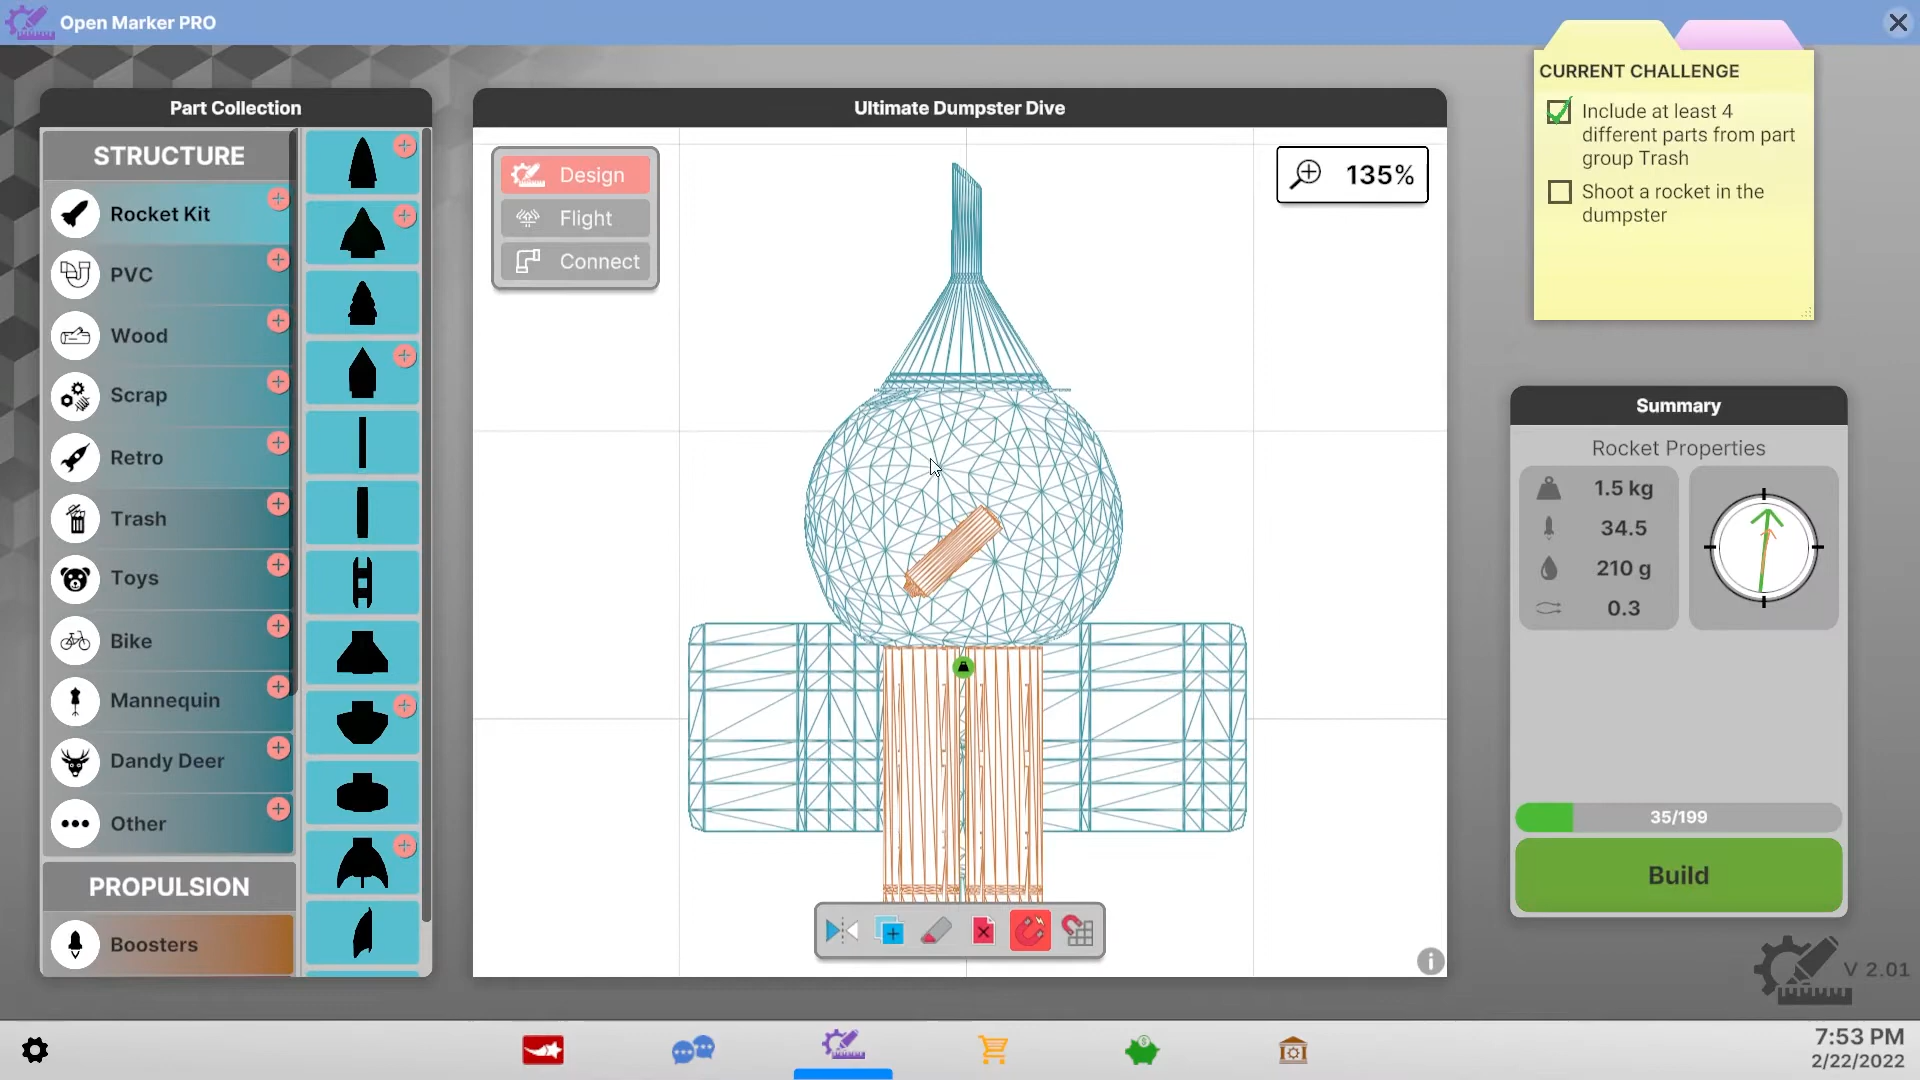 Open Marker PRO
Part Collection
STRUCTURE
Rocket Kit
PVC
Wood
Scrap
Retro
Trash
Toys
Bike
Mannequin
Dandy Deer
Other
PROPULSION
Boosters
Ultimate Dumpster Dive
Design
Flight
Connect
135%
CURRENT CHALLENGE
Include at least 4
different parts from part
group Trash
Shoot a rocket in the
dumpster
Summary
Rocket Properties
1.5 kg
34.5
210 g
0.3
35/199
Build
V 2.01
7:53 PM
2/22/2022